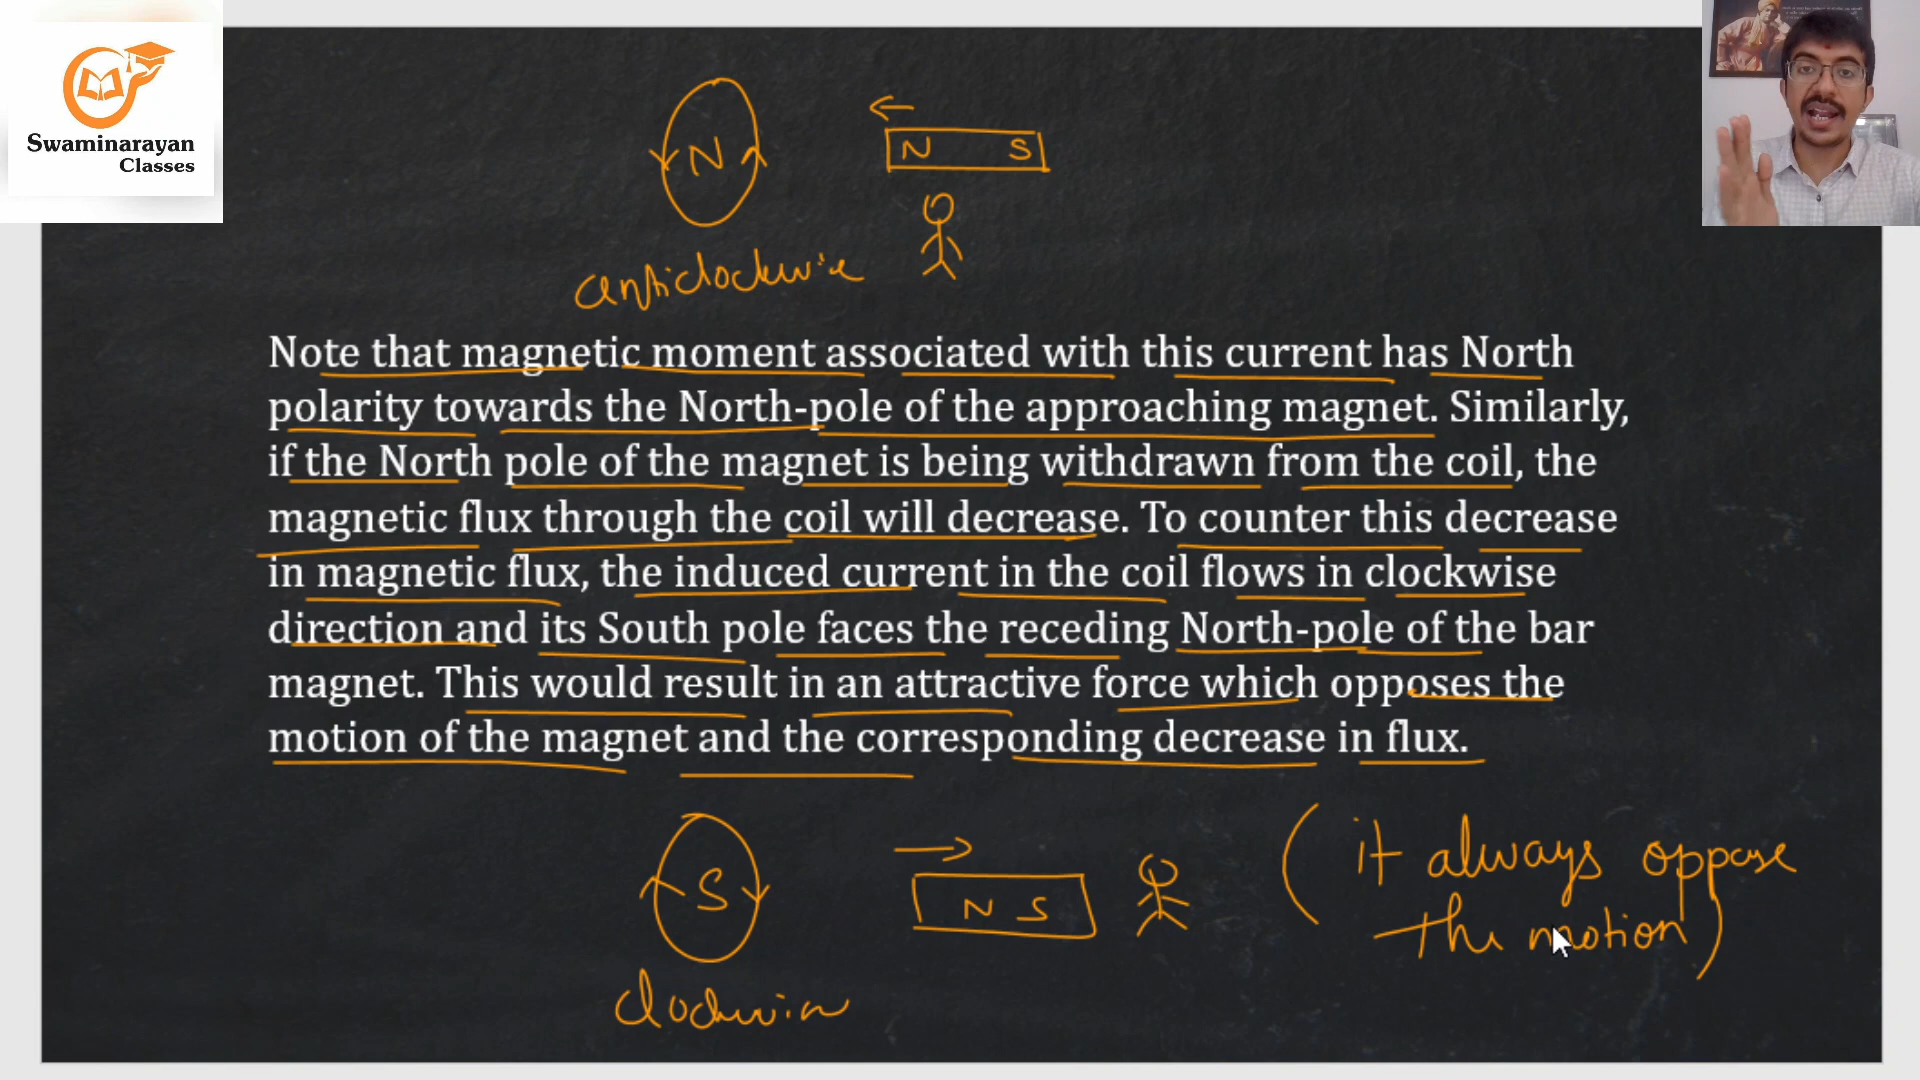 Swaminarayan
Classes
N
N S
anticlockwise
Note that magnetic moment associated with this current has North
polarity towards the North-pole of the approaching magnet. Similarly,
if the North pole of the magnet is being withdrawn from the coil, the
magnetic flux through the coil will decrease. To counter this decrease
in magnetic flux, the induced current in the coil flows in clockwise
direction and its South pole faces the receding North-pole of the bar
magnet. This would result in an attractive force which opposes the
motion of the magnet and the corresponding decrease in flux.
S
N S
(it always oppose
the motion)
clockwise